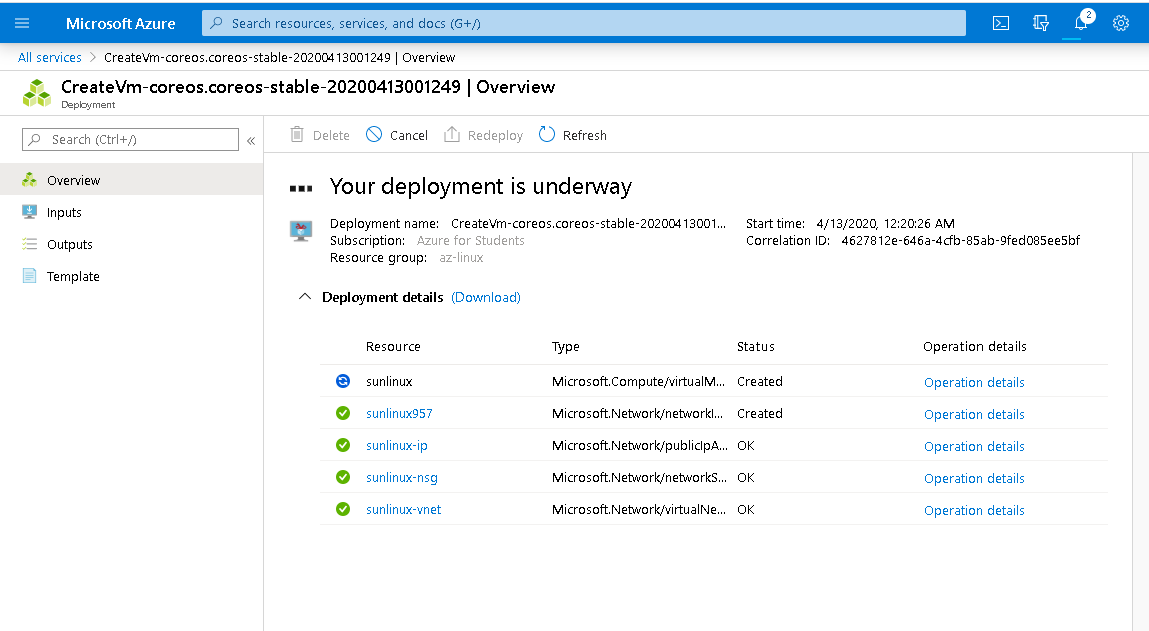 Microsoft Azure
Search resources, services, and docs (G+/)
2
All services > CreateVm-coreos.coreos-stable-20200413001249 | Overview
CreateVm-coreos.coreos-stable-20200413001249 | Overview
Deployment
Search (Ctrl+/)
«
Overview
Inputs
Outputs
Template
Delete Cancel Redeploy Refresh
Your deployment is underway
Deployment name: CreateVm-coreos.coreos-stable-20200413001... Start time: 4/13/2020, 12:20:26 AM
Subscription: Azure for Students Correlation ID: 4627812e-646a-4cfb-85ab-9fed085ee5bf
Resource group: az-linux
Deployment details (Download)
Resource Type Status Operation details
sunlinux Microsoft.Compute/virtualM... Created Operation details
sunlinux957 Microsoft.Network/networkI... Created Operation details
sunlinux-ip Microsoft.Network/publicIpA... OK Operation details
sunlinux-nsg Microsoft.Network/networkS... OK Operation details
sunlinux-vnet Microsoft.Network/virtualNe... OK Operation details